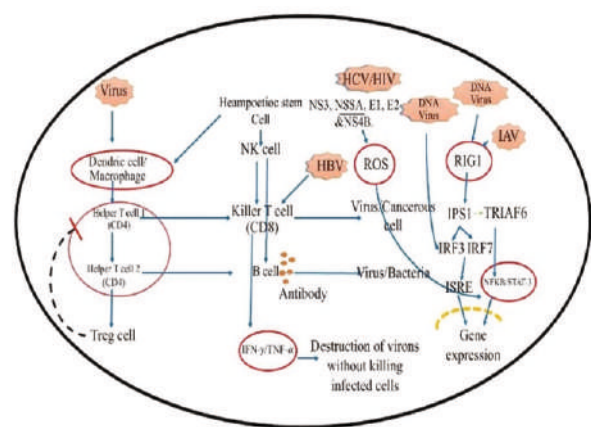 HCV/HIV
DNA
Virus
Virus
Heampoetioc stem
Cell
NS3, NS5A, E1, E2
&NS4B.
DNA
Virus
NK cell
IAV
Dendric cell/
Macrophage
HBV
ROS
RIG1
Helper T cell 1
(CD4)
Killer T cell
(CD8)
Virus/Cancerous
cell
IPS1
TRIAF6
IRF3 IRF7
Helper T cell 2
(CD4)
B cell
Virus/Bacteria
ISRE
NFKB/STAT-3
Antibody
Treg cell
IFN-γ/TNF-α
Destruction of virons
without killing
infected cells
Gene
expression